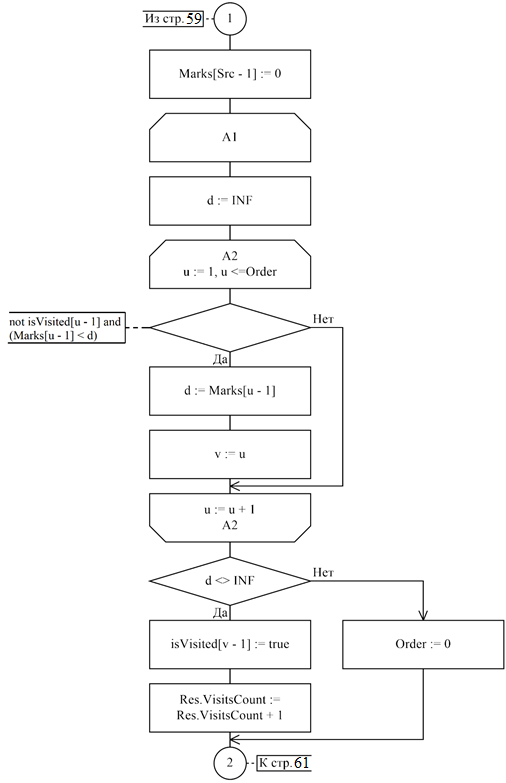 Из стр.59
1
Marks[Src - 1] := 0
A1
d := INF
A2
u := 1, u <=Order
not isVisited[u - 1] and
(Marks[u - 1] < d)
Нет
Да
d := Marks[u - 1]
v := u
u := u + 1
A2
d <> INF
Нет
Да
isVisited[v - 1] := true
Order := 0
Res.VisitsCount :=
Res.VisitsCount + 1
2
К стр.61